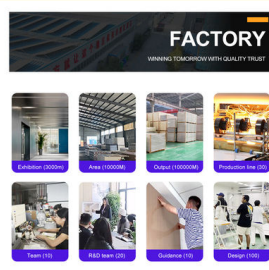 FACTORY
WINNING TOMORROW WITH QUALITY TRUST
Exhibition (3000m)
Area (10000M)
Output (100000M)
Production line (30)
Team (10)
R&D team (20)
Guidance (10)
Design (100)